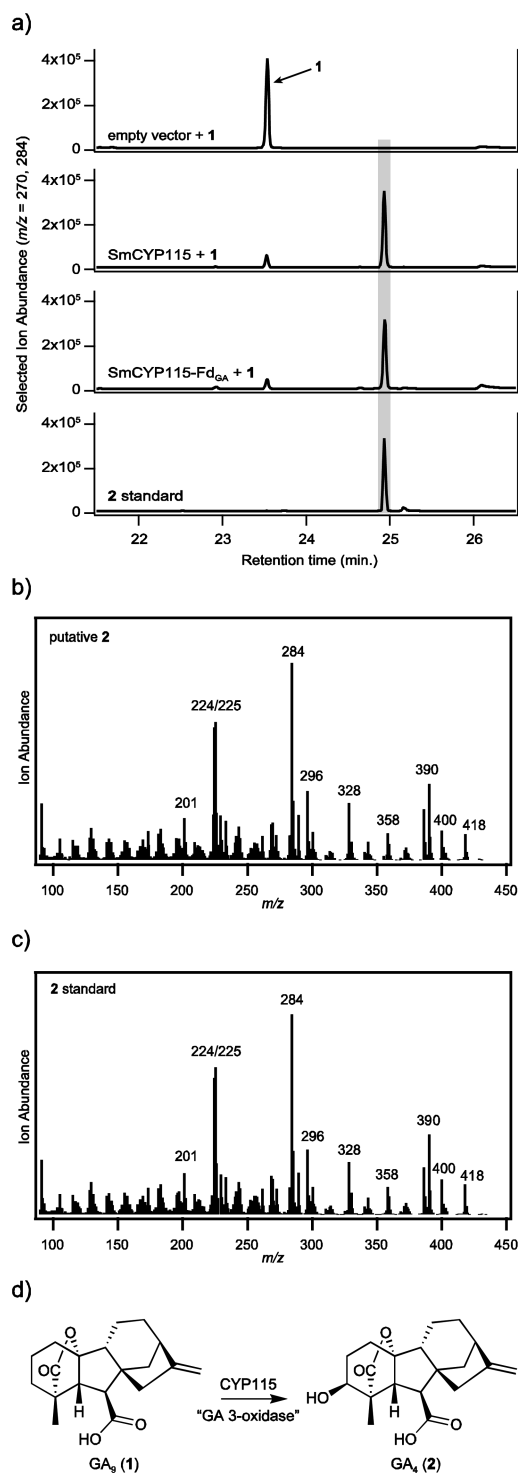 a)
Selected Ion Abundance (m/z = 270, 284)
4x10⁵
2x10⁵
0
1
empty vector + 1
4x10⁵
2x10⁵
0
SmCYP115 + 1
4x10⁵
2x10⁵
0
SmCYP115-Fd_GA + 1
4x10⁵
2x10⁵
0
2 standard
22 23 24 25 26
Retention time (min.)
b)
putative 2
Ion Abundance
201
224/225
284
296
328
358
390
400
418
100 150 200 250 300 350 400 450
m/z
c)
2 standard
Ion Abundance
201
224/225
284
296
328
358
390
400
418
100 150 200 250 300 350 400 450
m/z
d)
O
OC
H
O
HO
GA₉ (1)
CYP115
"GA 3-oxidase"
O
OC
HO
H
O
HO
GA₄ (2)